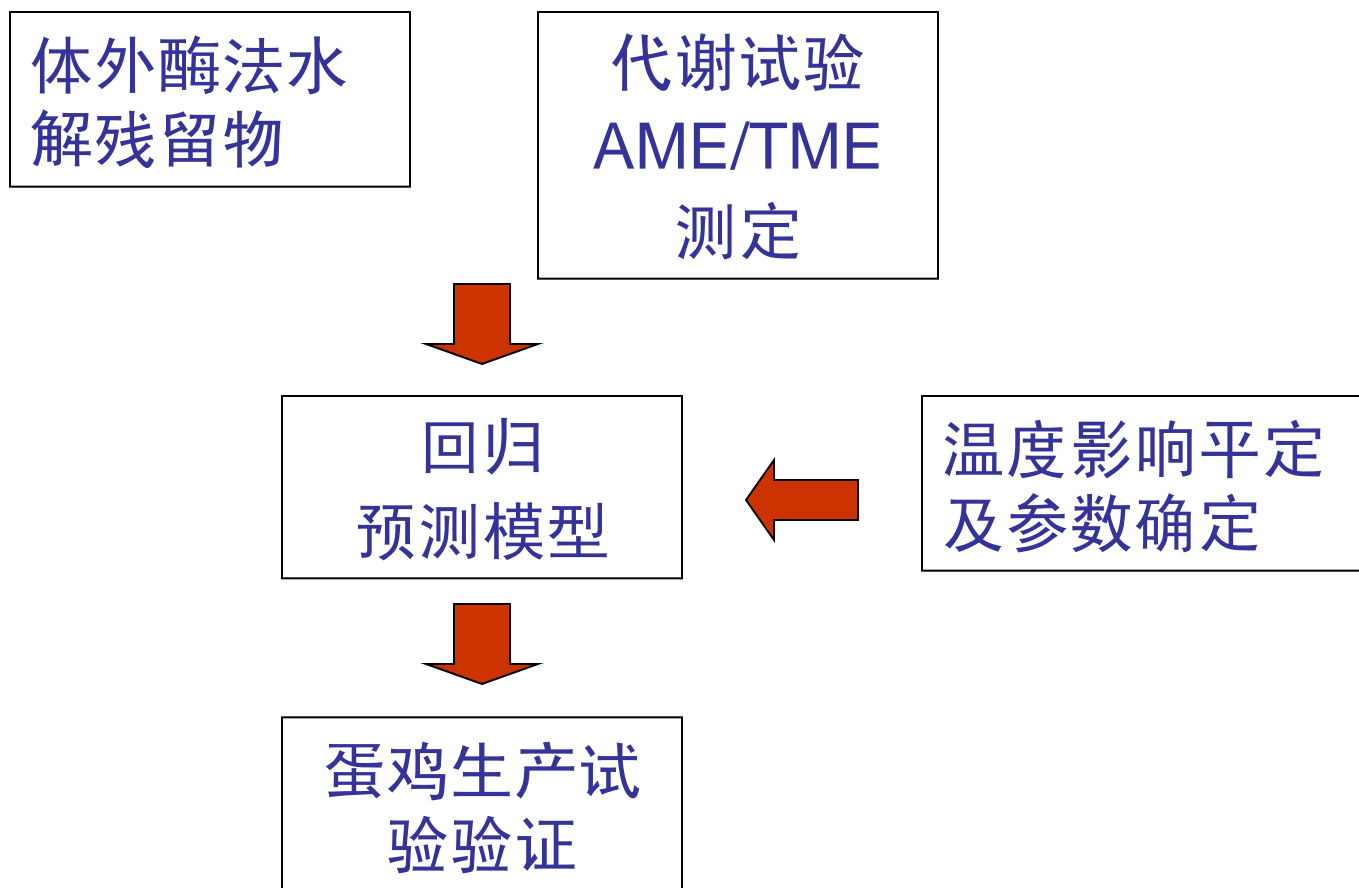 体外酶法水
解残留物
代谢试验
AME/TME
测定
回归
预测模型
温度影响平定
及参数确定
蛋鸡生产试
验验证